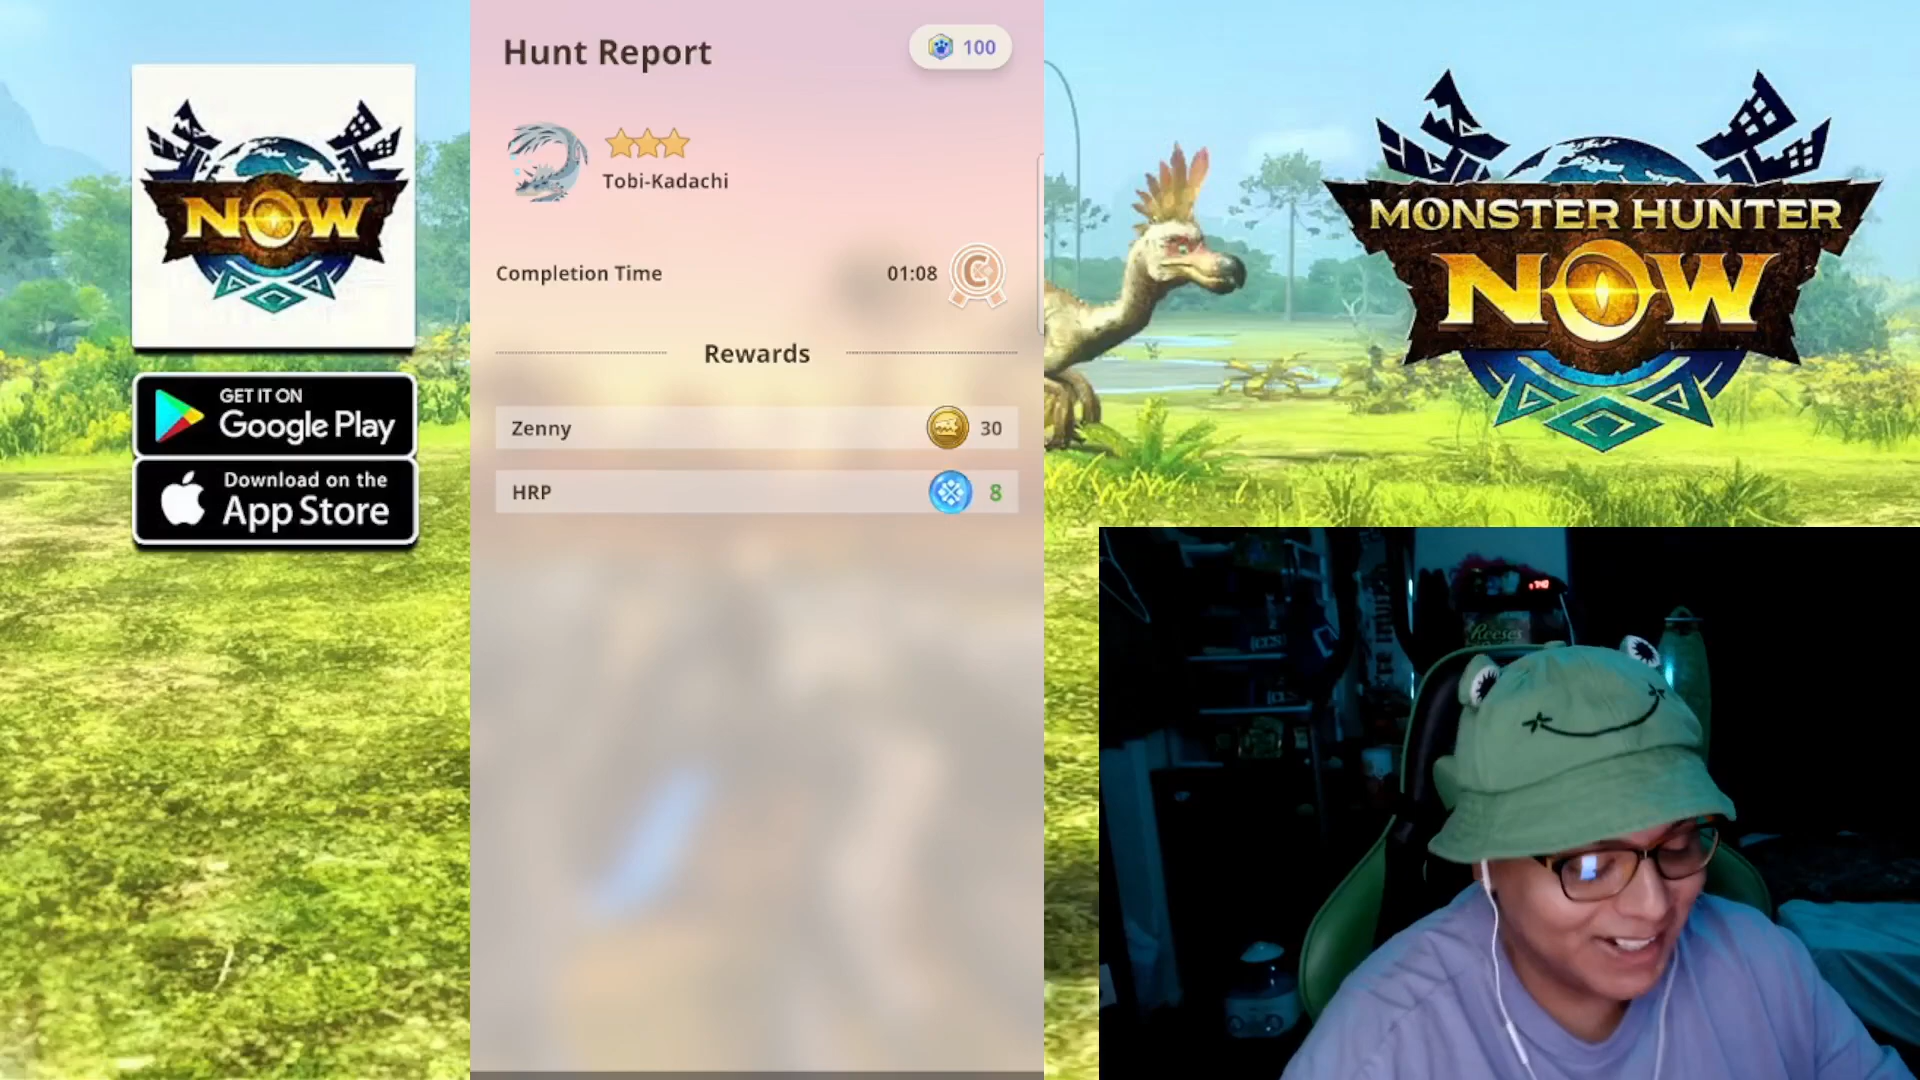 NOW
GET IT ON
Google Play
Download on the
App Store
Hunt Report
100
Tobi-Kadachi
Completion Time
01:08
C
Rewards
Zenny
30
HRP
8
MONSTER HUNTER
NOW
Reeses